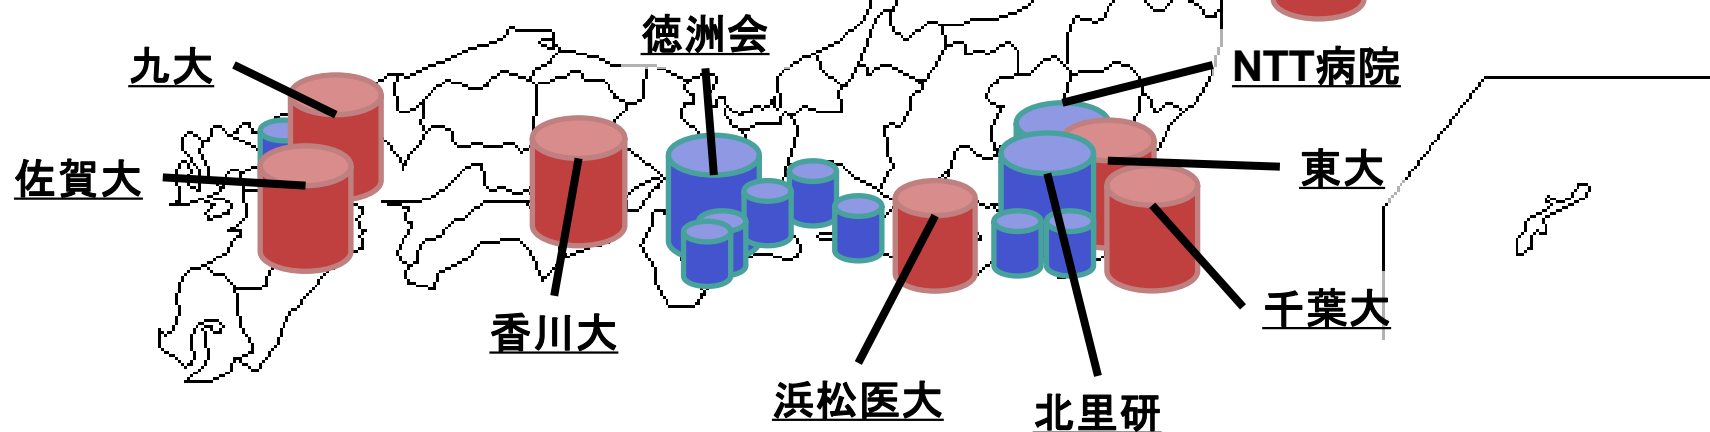 徳洲会
九大
NTT病院
佐賀大
東大
千葉大
香川大
浜松医大
北里研